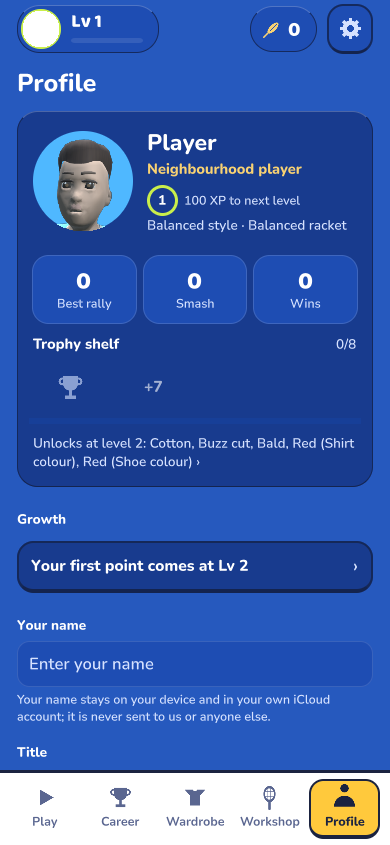 Lv 1
0
Profile
Player
Neighbourhood player
1
100 XP to next level
Balanced style · Balanced racket
0
Best rally
0
Smash
0
Wins
Trophy shelf
0/8
+7
Unlocks at level 2: Cotton, Buzz cut, Bald, Red (Shirt
colour), Red (Shoe colour) ›
Growth
Your first point comes at Lv 2 ›
Your name
Enter your name
Your name stays on your device and in your own iCloud
account; it is never sent to us or anyone else.
Title
Play
Career
Wardrobe
Workshop
Profile